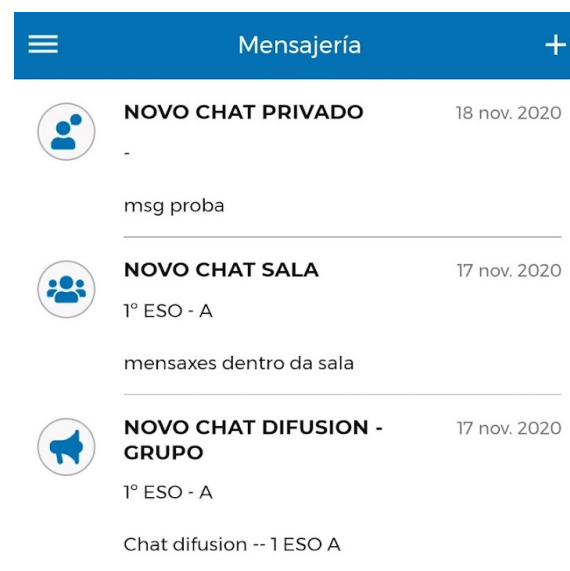 Mensajería
NOVO CHAT PRIVADO 18 nov. 2020
-
msg proba
NOVO CHAT SALA 17 nov. 2020
1º ESO - A
mensaxes dentro da sala
NOVO CHAT DIFUSION - 17 nov. 2020
GRUPO
1º ESO - A
Chat difusion -- 1 ESO A